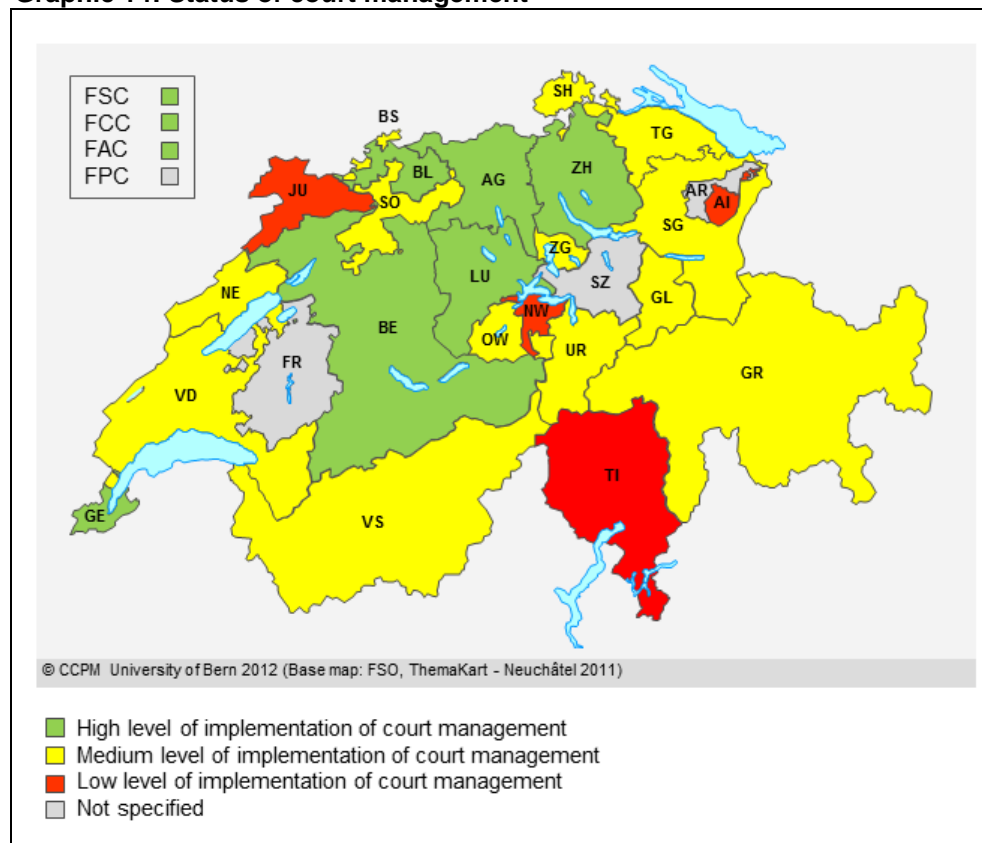 FSC
FCC
FAC
FPC
SH
BS
TG
BL
AG
ZH
JU
AR
AI
SO
SG
ZG
LU
SZ
NE
GL
NW
BE
OW
UR
FR
GR
VD
TI
GE
VS
© CCPM University of Bern 2012 (Base map: FSO, ThemaKart - Neuchâtel 2011)
High level of implementation of court management
Medium level of implementation of court management
Low level of implementation of court management
Not specified